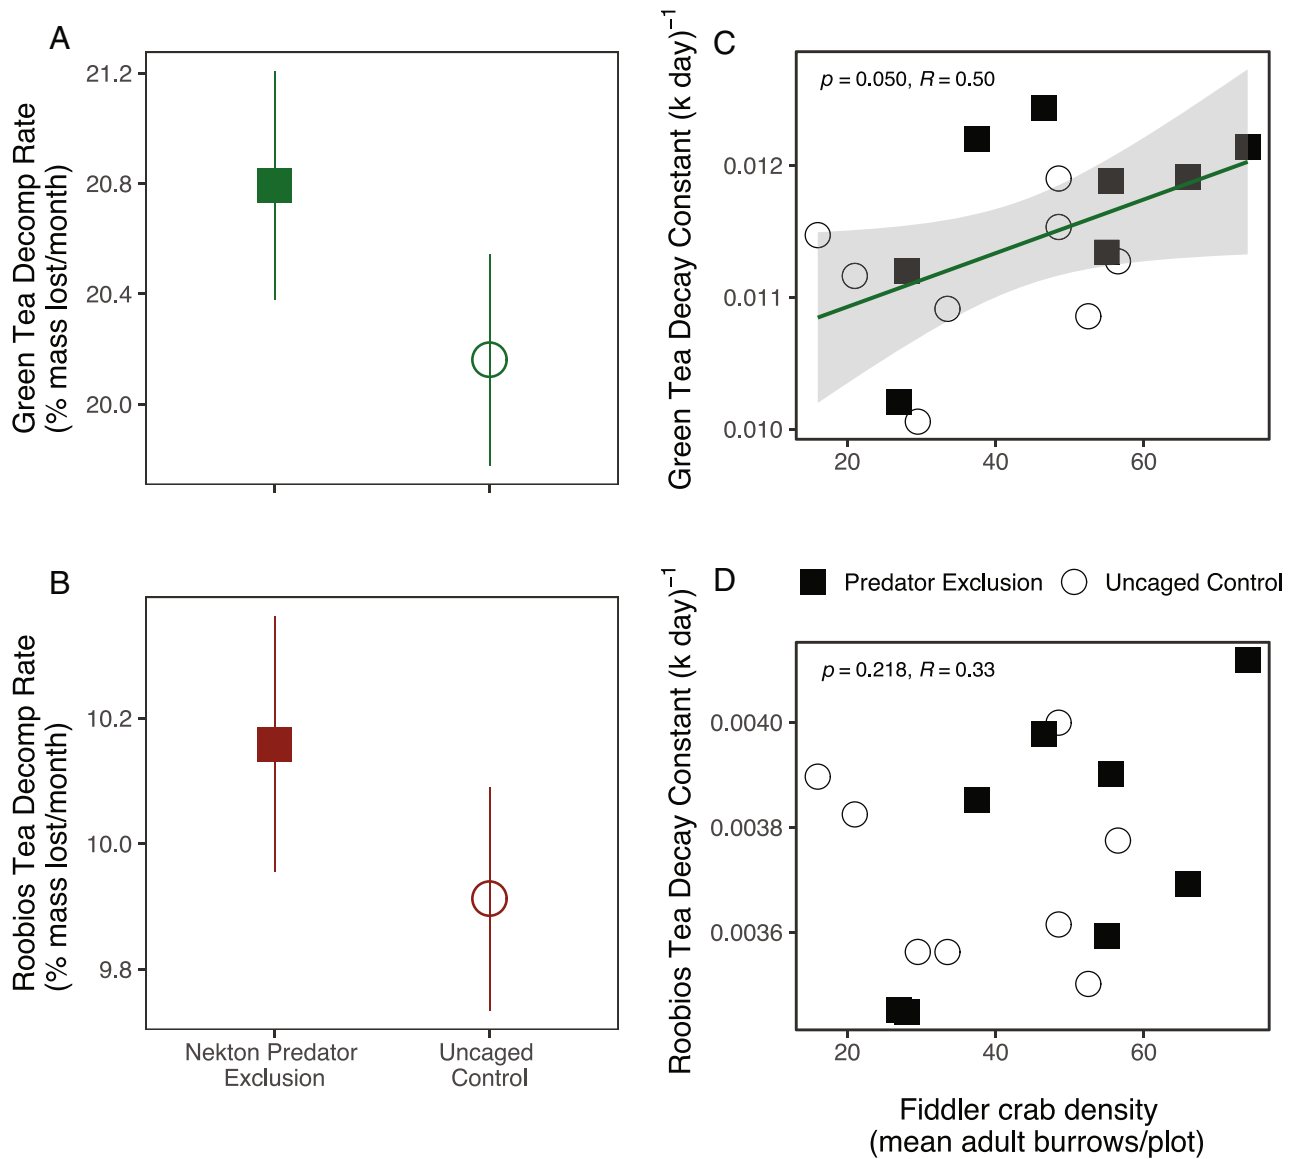 A
Green Tea Decomp Rate
(% mass lost/month)
21.2
20.8
20.4
20.0
C
Green Tea Decay Constant (k day)⁻¹
p = 0.050, R = 0.50
0.012
0.011
0.010
20
40
60
B
Roobios Tea Decomp Rate
(% mass lost/month)
10.2
10.0
9.8
Nekton Predator
Exclusion
Uncaged
Control
D
Predator Exclusion
Uncaged Control
Roobios Tea Decay Constant (k day)⁻¹
p = 0.218, R = 0.33
0.0040
0.0038
0.0036
20
40
60
Fiddler crab density
(mean adult burrows/plot)